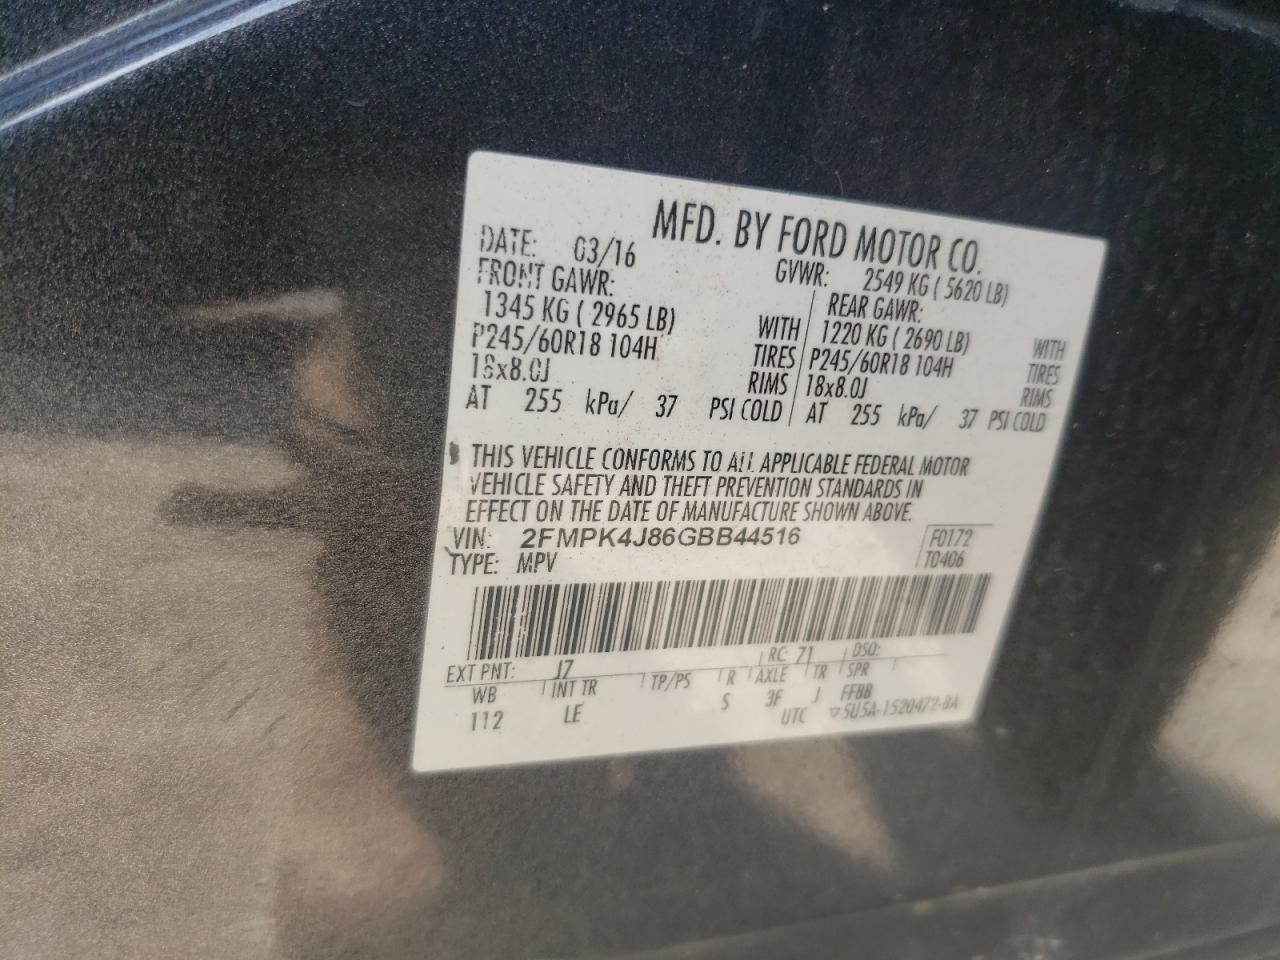 MFD. BY FORD MOTOR CO.
DATE: 03/16 GVWR: 2549 KG ( 5620 LB)
FRONT GAWR: REAR GAWR:
1345 KG ( 2965 LB) WITH 1220 KG ( 2690 LB) WITH
P245/60R18 104H TIRES P245/60R18 104H TIRES
18x8.0J RIMS 18x8.0J RIMS
AT 255 kPa/ 37 PSI COLD AT 255 kPa/ 37 PSI COLD
THIS VEHICLE CONFORMS TO ALL APPLICABLE FEDERAL MOTOR
VEHICLE SAFETY AND THEFT PREVENTION STANDARDS IN
EFFECT ON THE DATE OF MANUFACTURE SHOWN ABOVE.
VIN: 2FMPK4J86GBB44516 F0172
TYPE: MPV T0406
EXT PNT: J7 RC: 71 DSO:
WB INT TR TP/PS R AXLE TR SPR
112 LE S 3F J FFBB
UTC ▽5U5A-1520472-BA